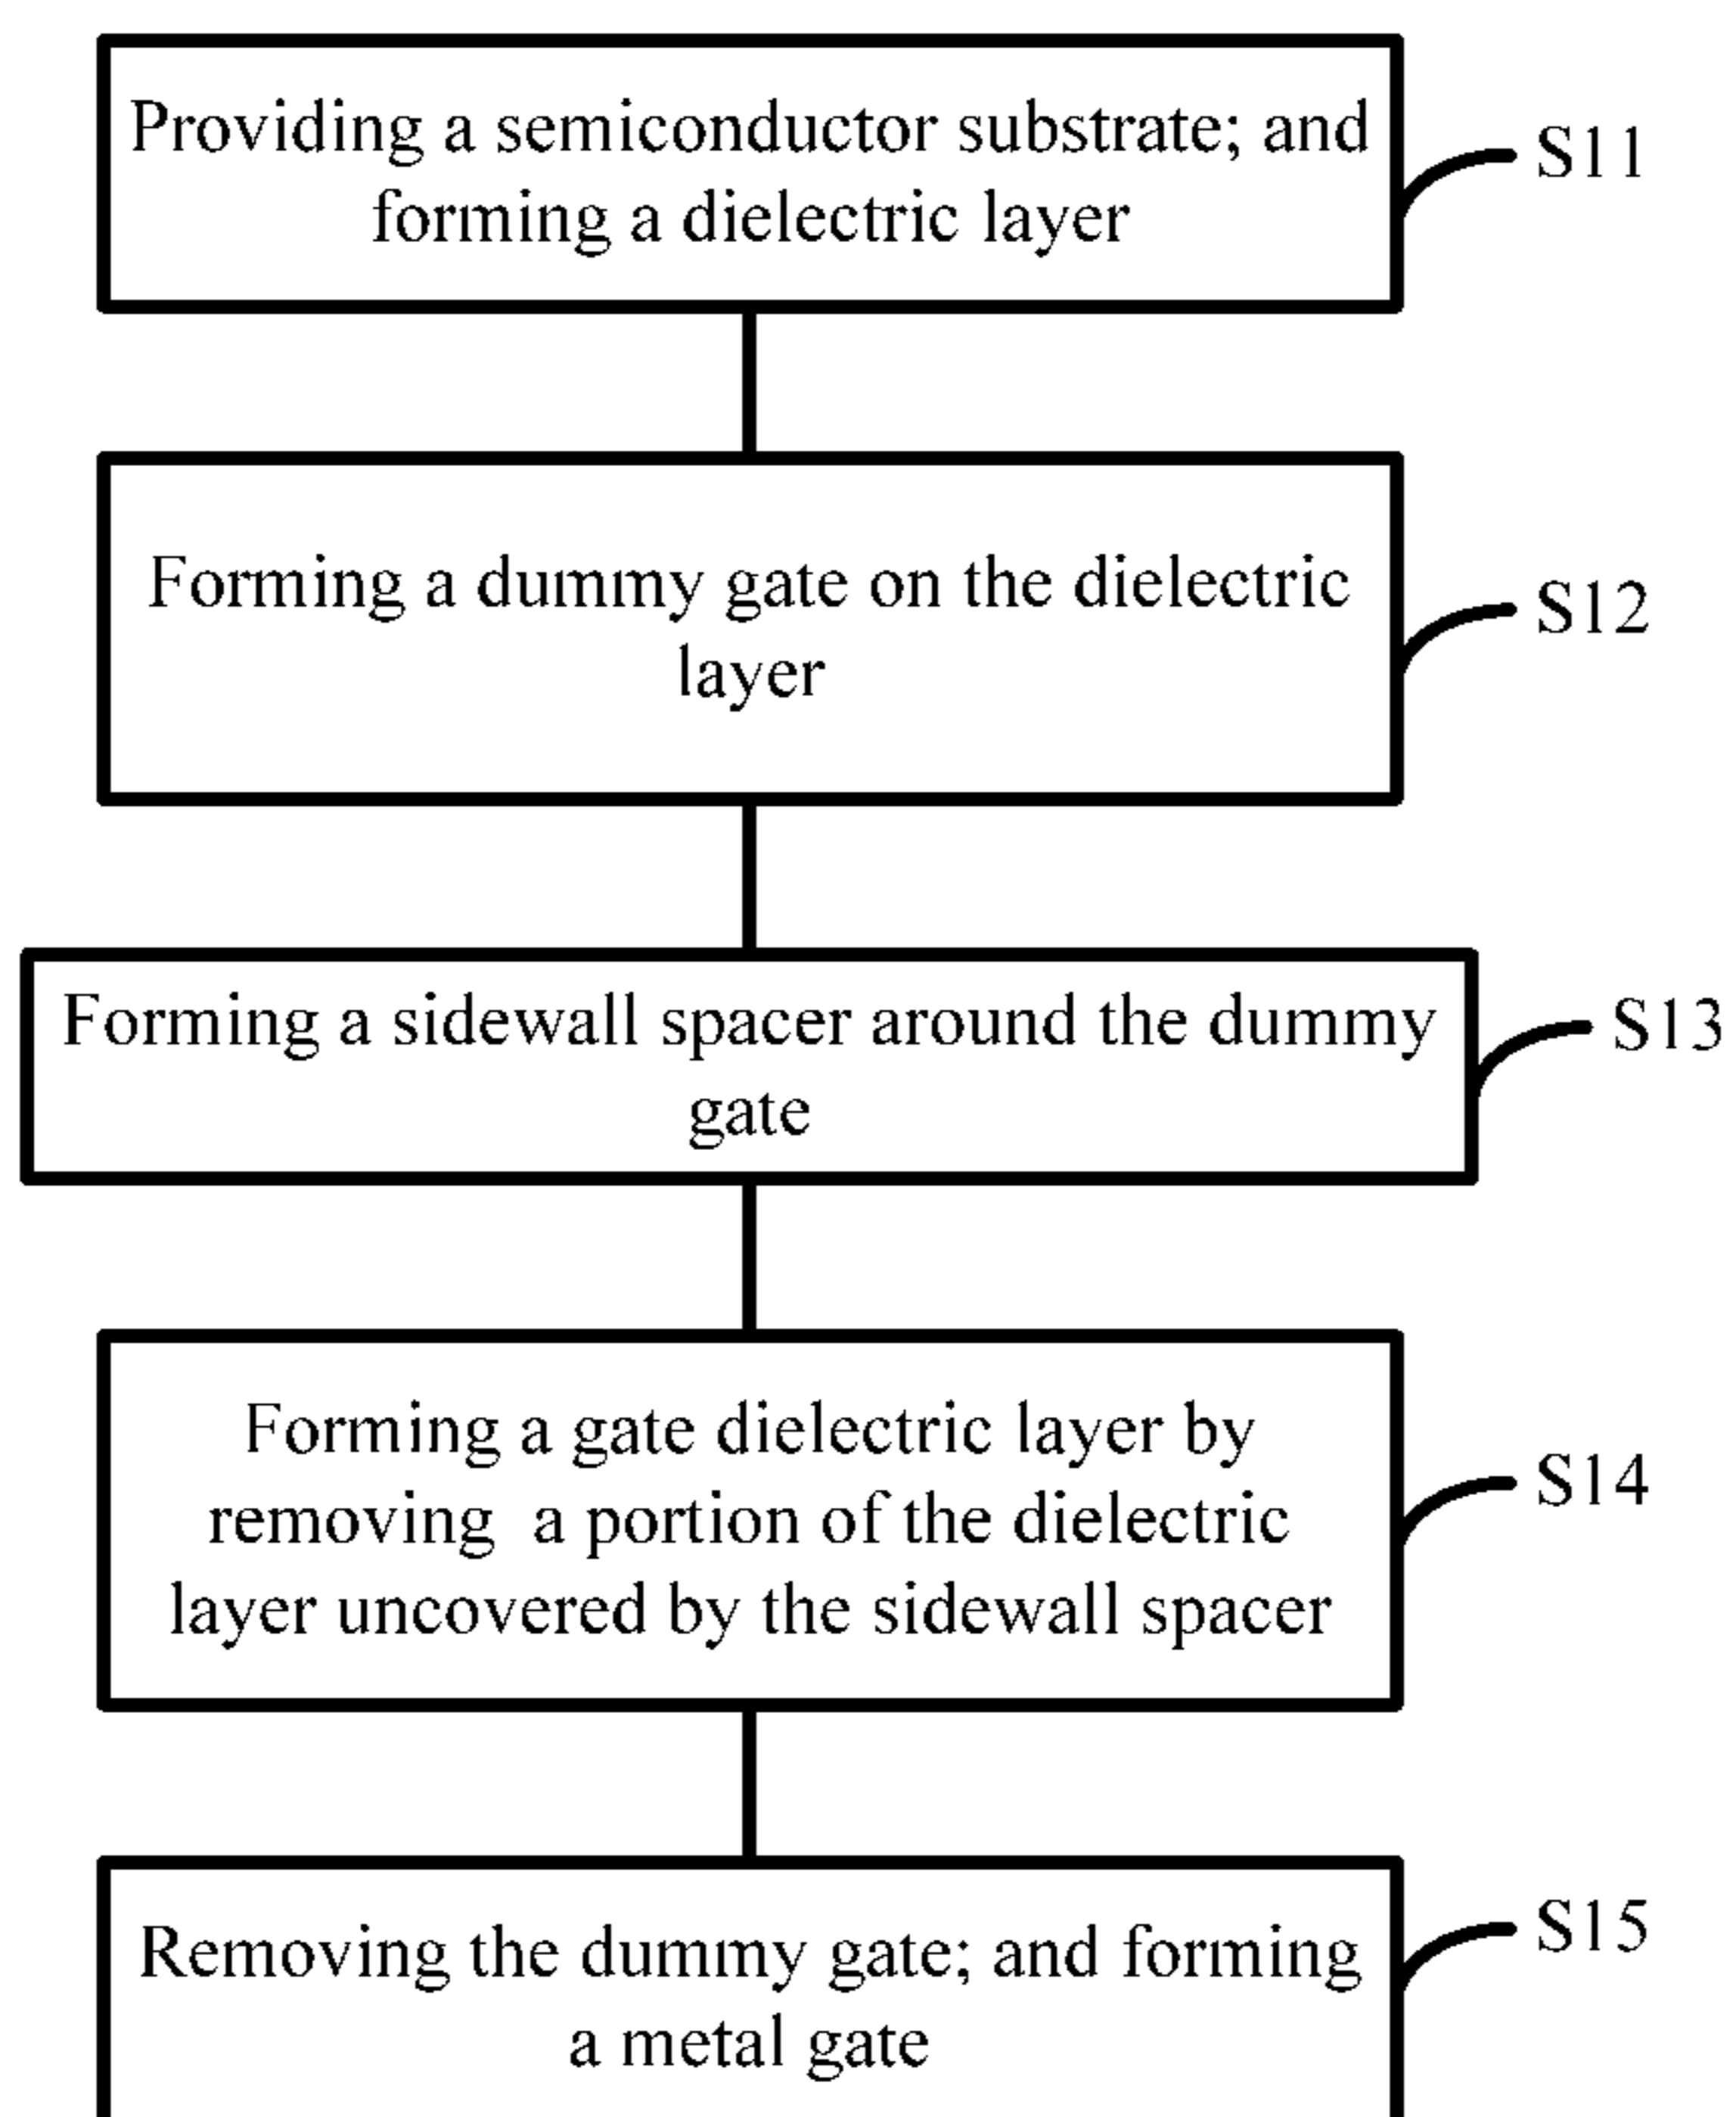 Providing a semiconductor substrate; and
forming a dielectric layer
S11
Forming a dummy gate on the dielectric
layer
S12
Forming a sidewall spacer around the dummy
gate
S13
Forming a gate dielectric layer by
removing  a portion of the dielectric
layer uncovered by the sidewall spacer
S14
Removing the dummy gate; and forming
a metal gate
S15